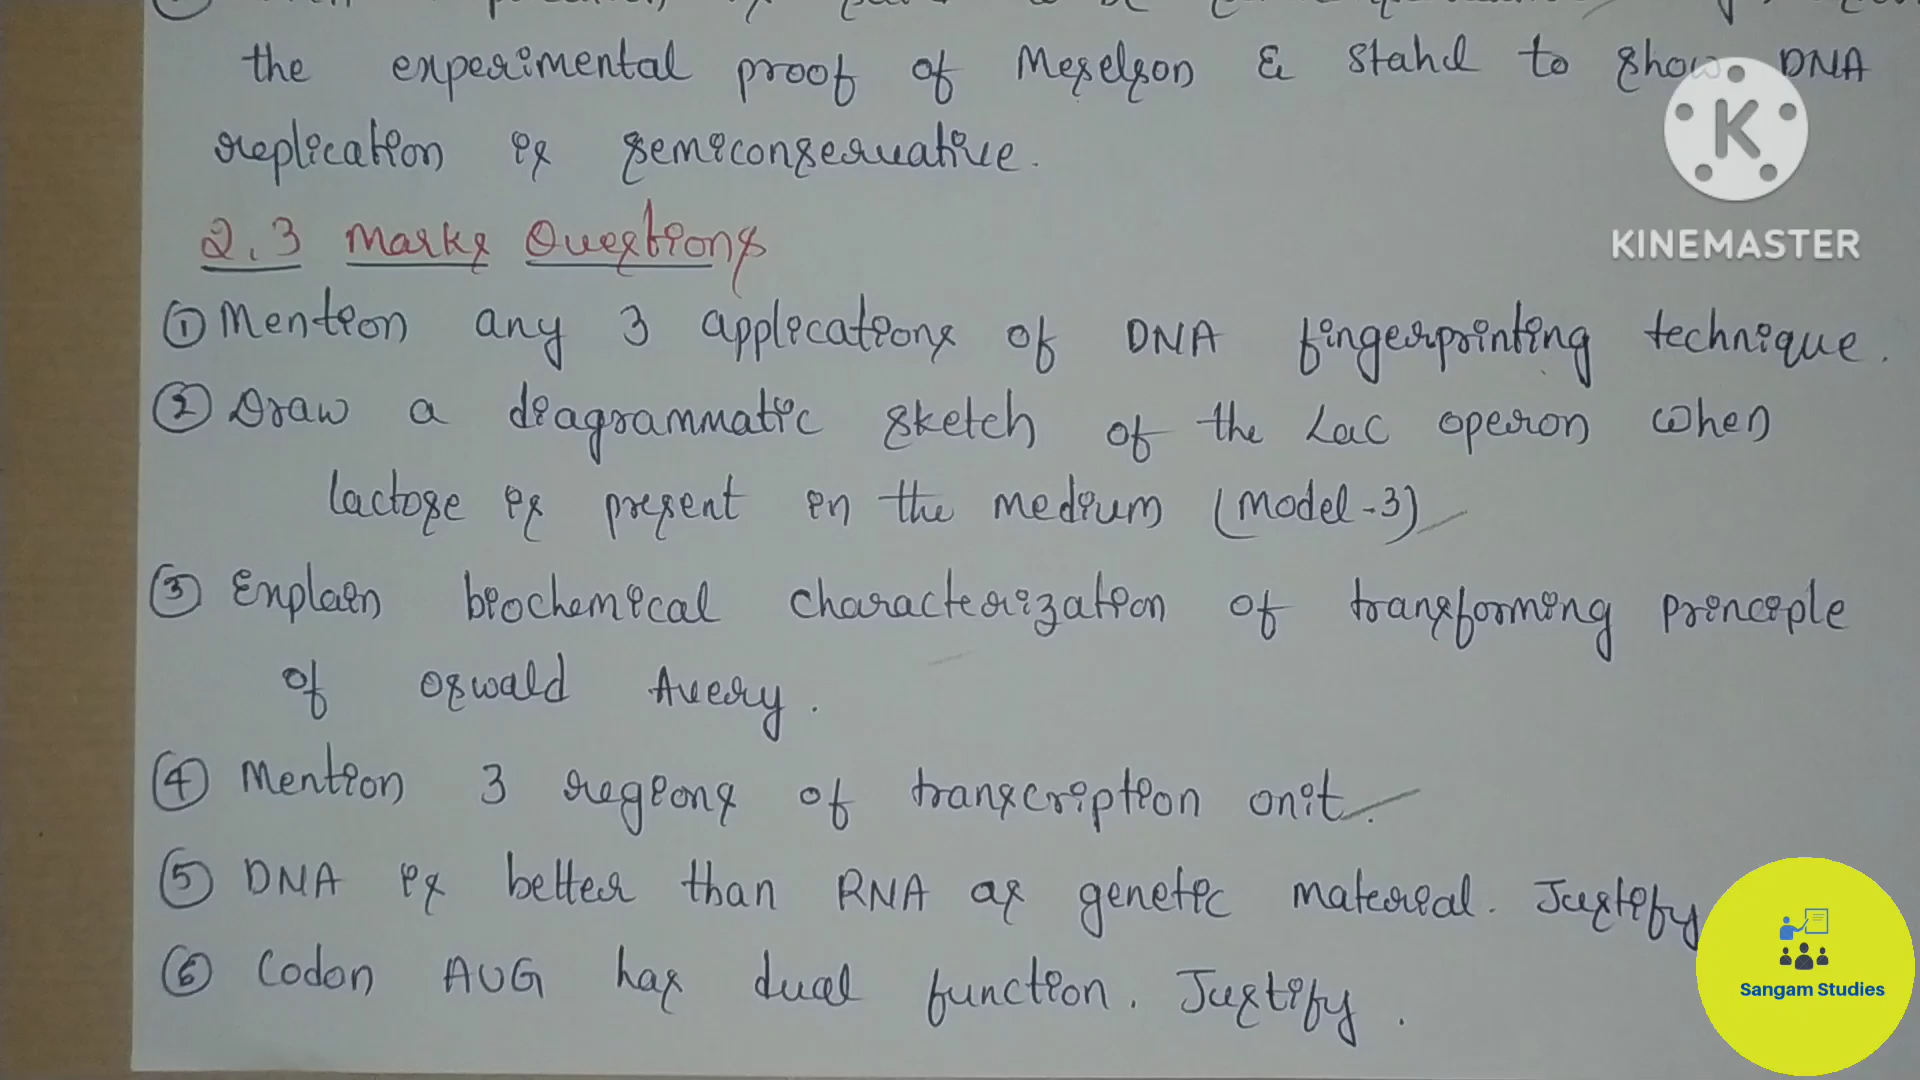 the experimental proof of Meselson & Stahl to show DNA
replication is semiconservative.
2,3 Marks Questions
① Mention any 3 applications of DNA fingerprinting technique.
② Draw a diagrammatic sketch of the Lac operon when
lactose is present in the medium (Model-3)
③ Explain biochemical characterization of transforming principle
of Oswald Avery.
④ Mention 3 regions of transcription onit.
⑤ DNA is better than RNA as genetic material. Justify
⑥ Codon AUG has dual function. Justify.
KINEMASTER
Sangam Studies